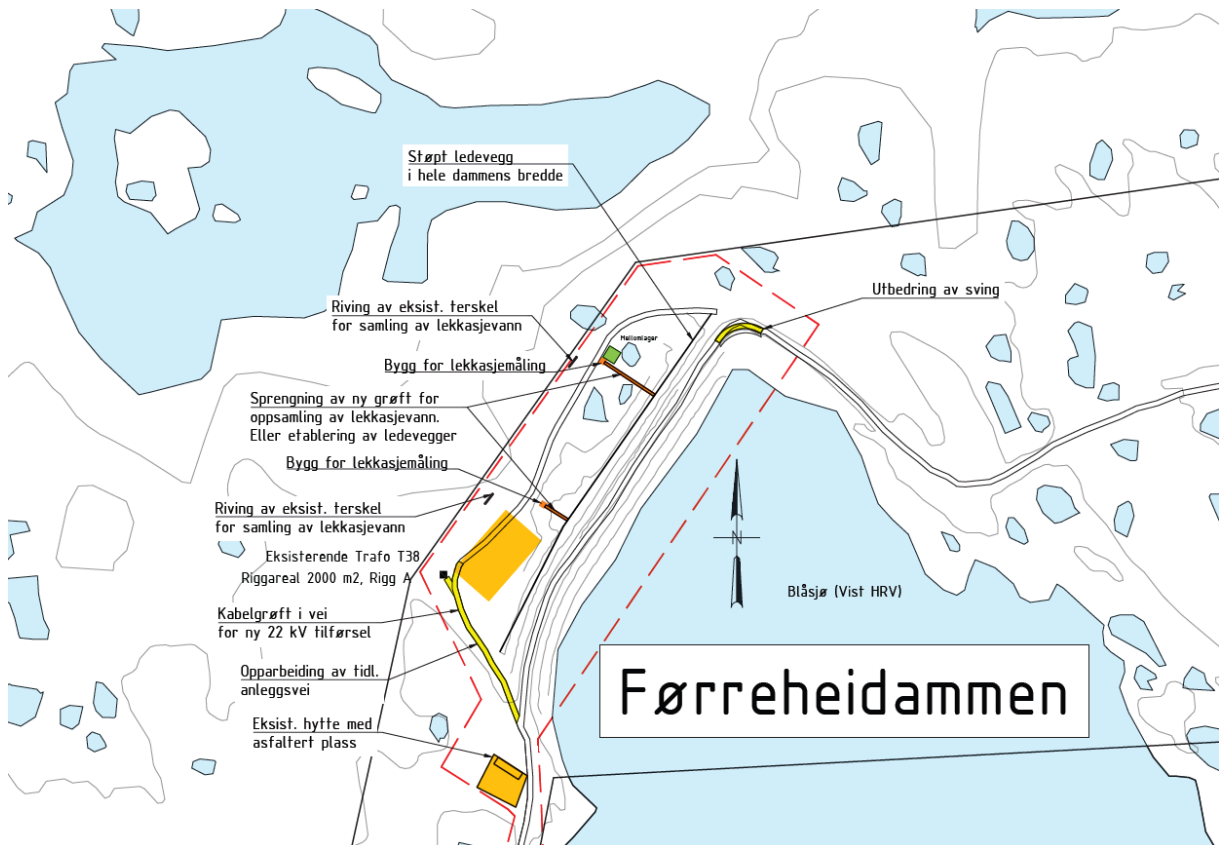 Støpt ledevegg
i hele dammens bredde
Utbedring av sving
Riving av eksist. terskel
for samling av lekkasjevann
Mellomlager
Bygg for lekkasjemåling
Sprengning av ny grøft for
oppsamling av lekkasjevann.
Eller etablering av ledevegger
Bygg for lekkasjemåling
Riving av eksist. terskel
for samling av lekkasjevann
Eksisterende Trafo T38
Riggareal 2000 m2, Rigg A
N
Blåsjø (Vist HRV)
Kabelgrøft i vei
for ny 22 kV tilførsel
Opparbeiding av tidl.
anleggsvei
Førreheidammen
Eksist. hytte med
asfaltert plass